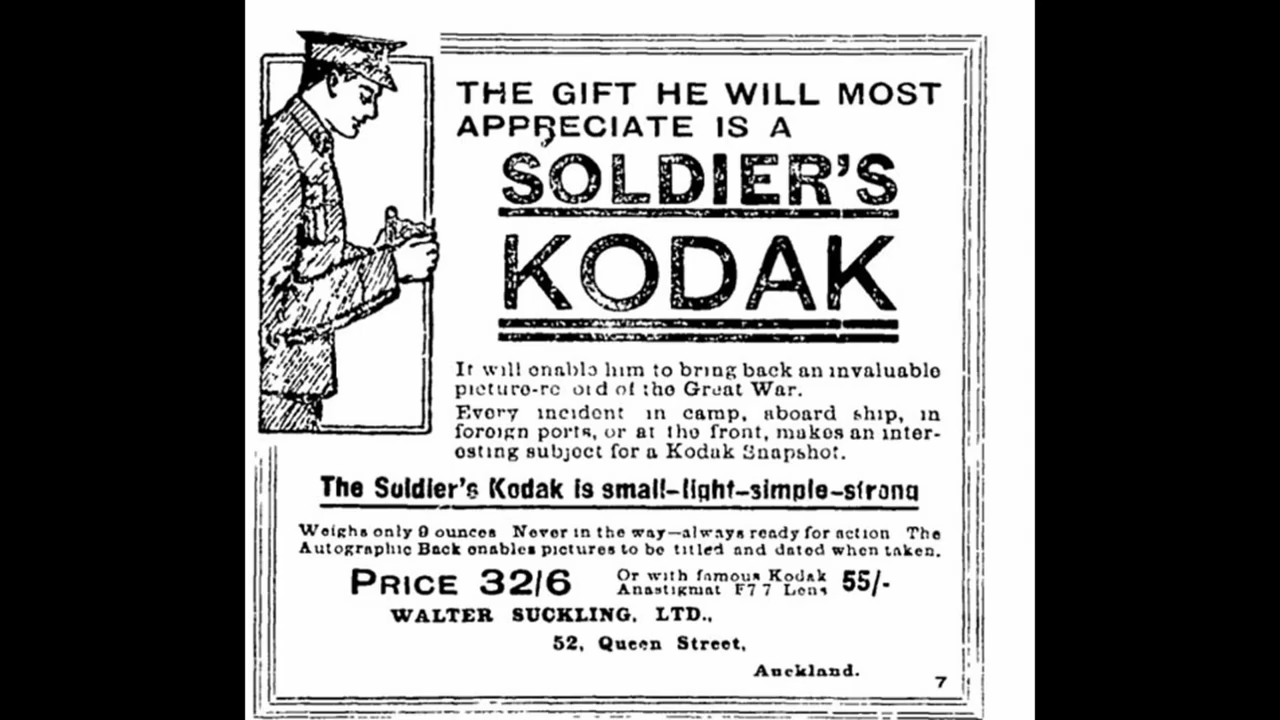 THE GIFT HE WILL MOST
APPRECIATE IS A
SOLDIER'S
KODAK
It will enable him to bring back an invaluable
picture-record of the Great War.
Every incident in camp, aboard ship, in
foreign ports, or at the front, makes an inter-
esting subject for a Kodak Snapshot.
The Soldier's Kodak is small–light–simple–strong
Weighs only 9 ounces Never in the way—always ready for action The
Autographic Back enables pictures to be titled and dated when taken.
PRICE 32/6 Or with famous Kodak
Anastigmat F77 Lens 55/-
WALTER SUCKLING, LTD.,
52, Queen Street,
Auckland.
7